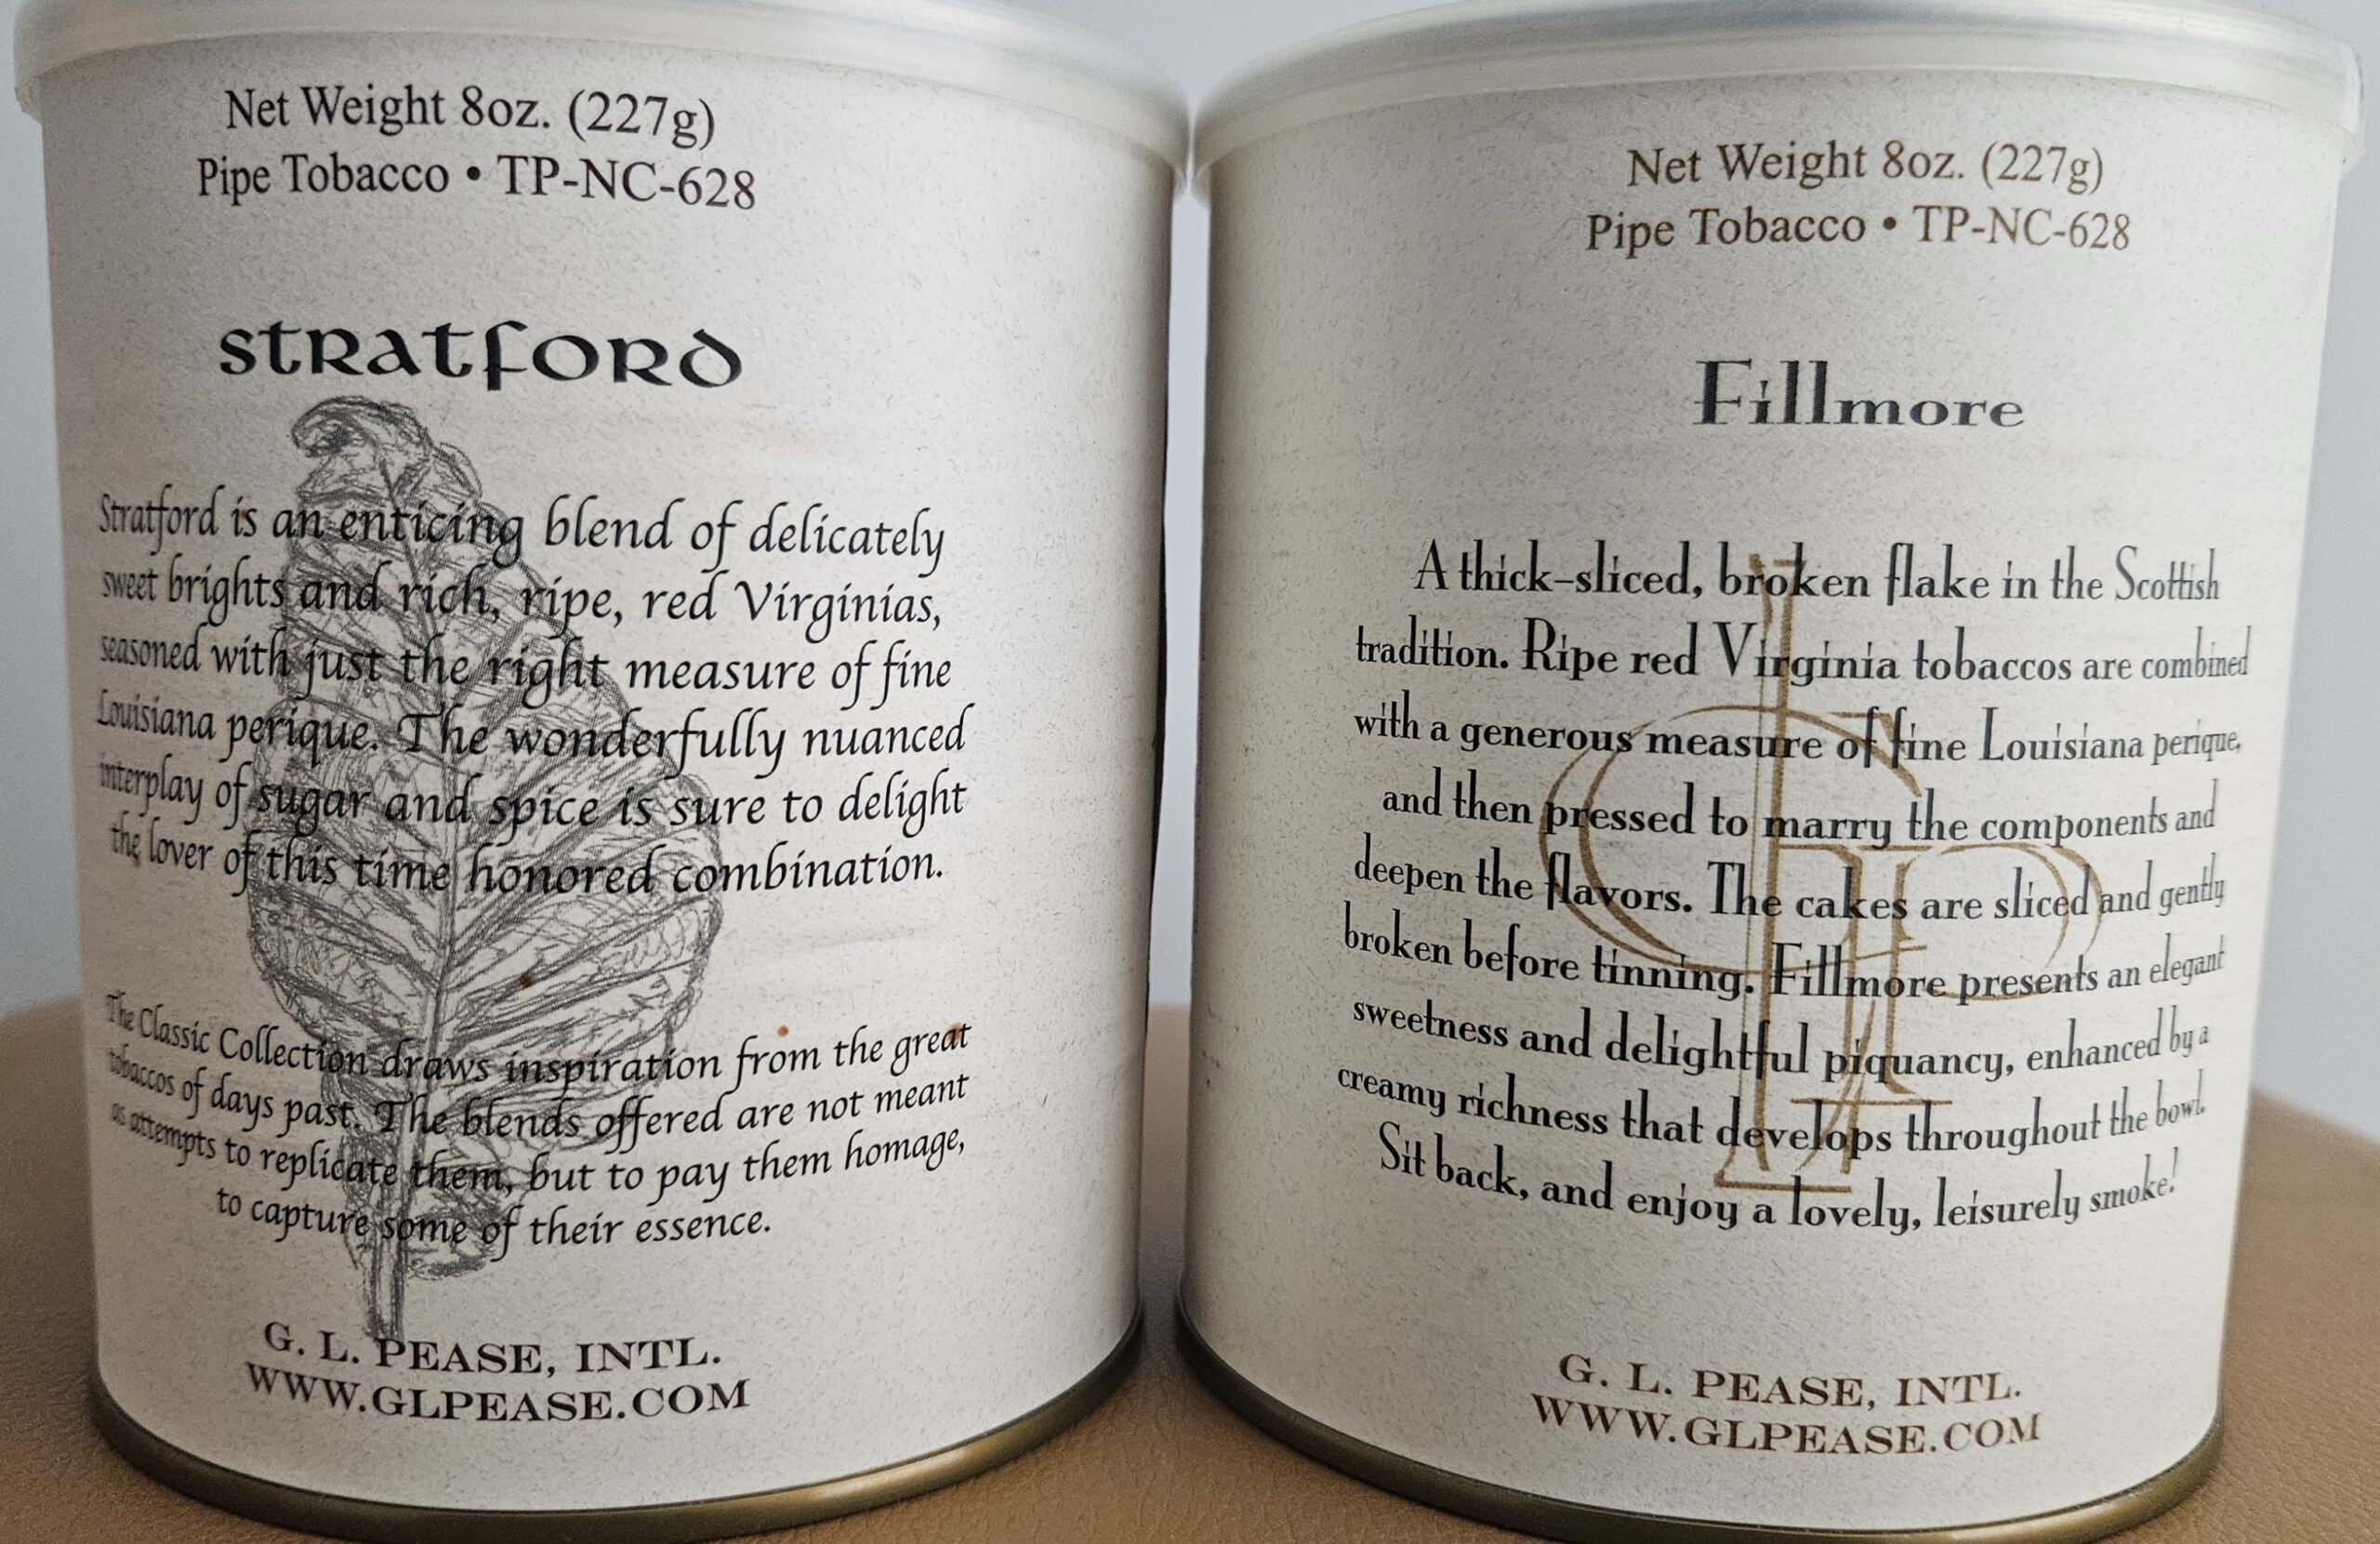 Net Weight 8oz. (227g)
Pipe Tobacco • TP-NC-628
stratford
Stratford is an enticing blend of delicately
sweet brights and rich, ripe, red Virginias,
seasoned with just the right measure of fine
Louisiana perique. The wonderfully nuanced
interplay of sugar and spice is sure to delight
the lover of this time honored combination.
The Classic Collection draws inspiration from the great
tobaccos of days past. The blends offered are not meant
as attempts to replicate them, but to pay them homage,
to capture some of their essence.
G. L. PEASE, INTL.
WWW.GLPEASE.COM
Net Weight 8oz. (227g)
Pipe Tobacco • TP-NC-628
Fillmore
A thick-sliced, broken flake in the Scottish
tradition. Ripe red Virginia tobaccos are combined
with a generous measure of fine Louisiana perique,
and then pressed to marry the components and
deepen the flavors. The cakes are sliced and gently
broken before tinning. Fillmore presents an elegant
sweetness and delightful piquancy, enhanced by a
creamy richness that develops throughout the bowl.
Sit back, and enjoy a lovely, leisurely smoke!
G. L. PEASE, INTL.
WWW.GLPEASE.COM